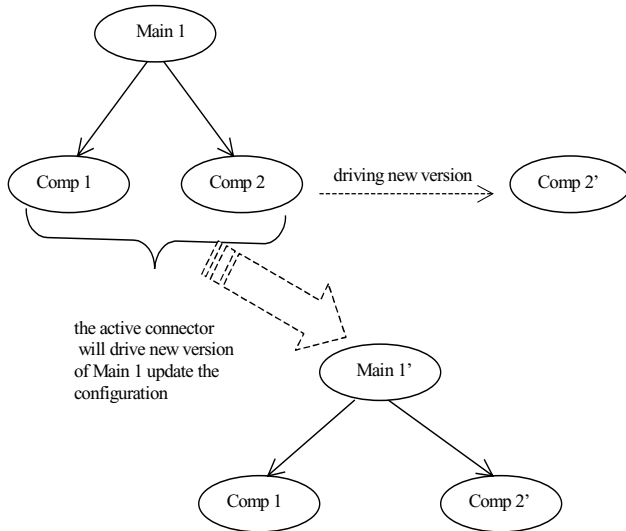 Main 1
Comp 1
Comp 2
driving new version
Comp 2’
the active connector
will drive new version
of Main 1 update the
configuration
Main 1’
Comp 1
Comp 2’